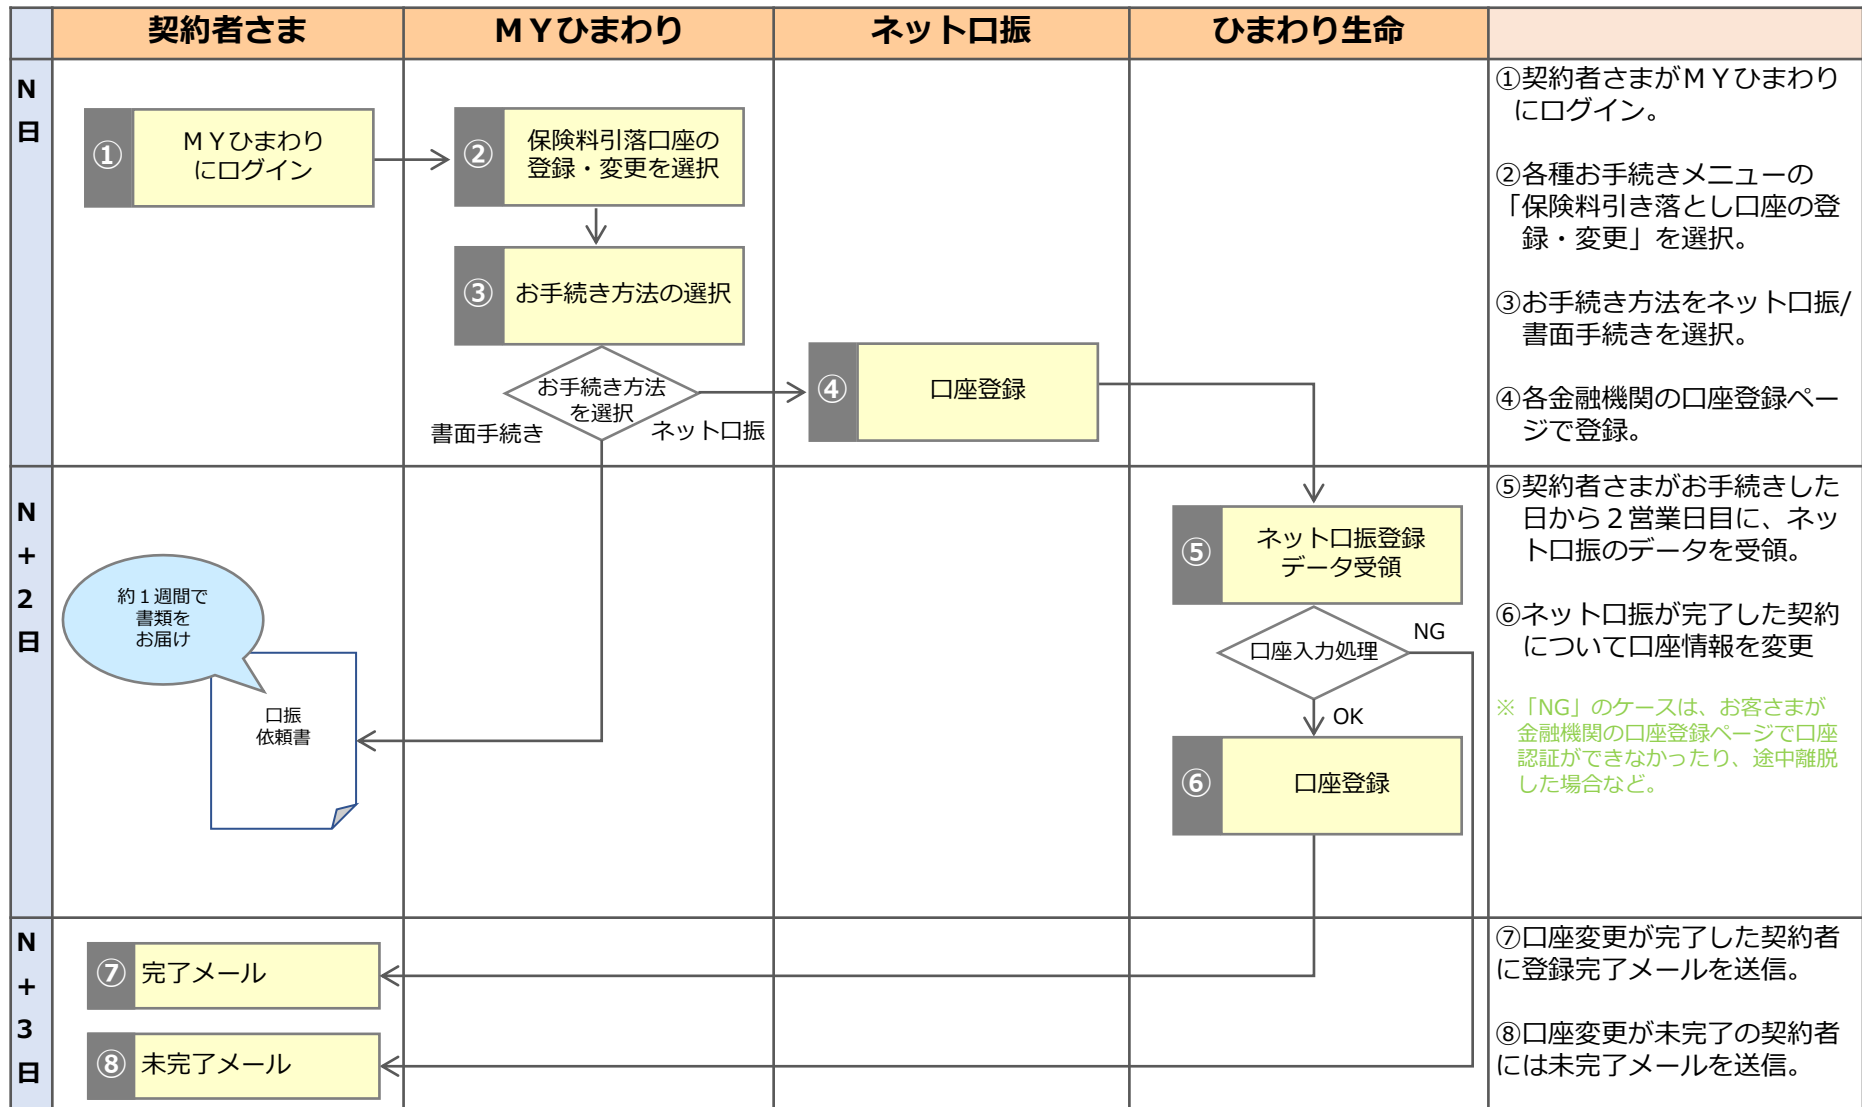 契約者さま
ＭＹひまわり
ネット口振
ひまわり生命
N
日
①
ＭＹひまわり
にログイン
②
保険料引落口座の
登録・変更を選択
③
お手続き方法の選択
お手続き方法
を選択
書面手続き
ネット口振
④
口座登録
①契約者さまがＭＹひまわり
にログイン。
②各種お手続きメニューの
「保険料引き落とし口座の登
録・変更」を選択。
③お手続き方法をネット口振/
書面手続きを選択。
④各金融機関の口座登録ペー
ジで登録。
N
+
2
日
約１週間で
書類を
お届け
口振
依頼書
⑤
ネット口振登録
データ受領
口座入力処理
NG
OK
⑥
口座登録
⑤契約者さまがお手続きした
日から２営業日目に、ネッ
ト口振のデータを受領。
⑥ネット口振が完了した契約
について口座情報を変更
※「NG」のケースは、お客さまが
金融機関の口座登録ページで口座
認証ができなかったり、途中離脱
した場合など。
N
+
3
日
⑦
完了メール
⑧
未完了メール
⑦口座変更が完了した契約者
に登録完了メールを送信。
⑧口座変更が未完了の契約者
には未完了メールを送信。